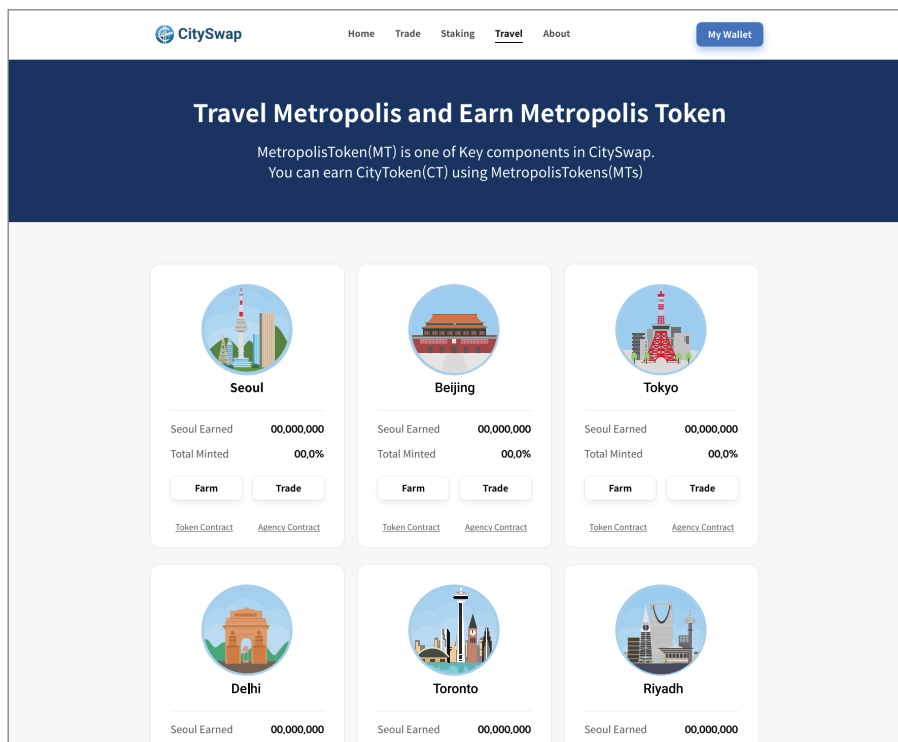 CitySwap
Home Trade Staking Travel About
My Wallet
Travel Metropolis and Earn Metropolis Token
MetropolisToken(MT) is one of Key components in CitySwap.
You can earn CityToken(CT) using MetropolisTokens(MTs)
Seoul
Seoul Earned 00,000,000
Total Minted 00,0%
Farm Trade
Token Contract Agency Contract
Beijing
Seoul Earned 00,000,000
Total Minted 00,0%
Farm Trade
Token Contract Agency Contract
Tokyo
Seoul Earned 00,000,000
Total Minted 00,0%
Farm Trade
Token Contract Agency Contract
Delhi
Seoul Earned 00,000,000
Toronto
Seoul Earned 00,000,000
Riyadh
Seoul Earned 00,000,000